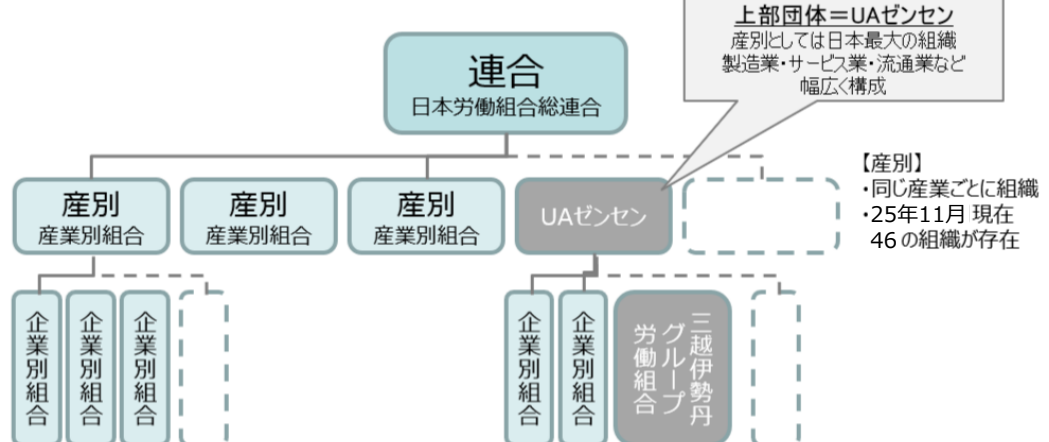 上部団体＝UAゼンセン
産別としては日本最大の組織
製造業・サービス業・流通業など
幅広く構成
連合
日本労働組合総連合
【産別】
・同じ産業ごとに組織
・25年11月 現在
46 の組織が存在
産別
産業別組合
産別
産業別組合
産別
産業別組合
UAゼンセン
企業別組合
企業別組合
企業別組合
企業別組合
企業別組合
三越伊勢丹
グループ
労働組合